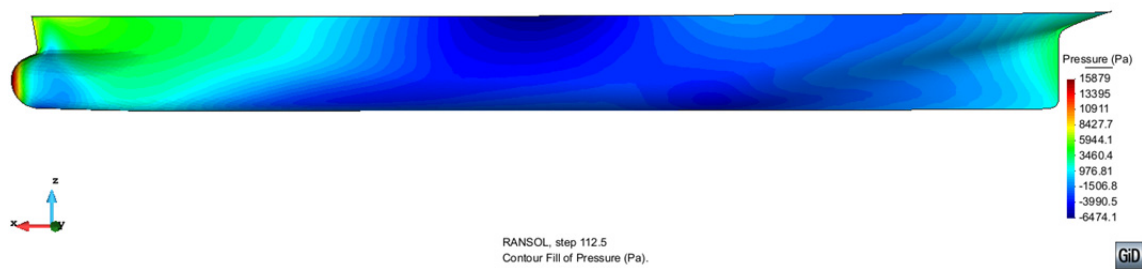 Pressure (Pa)
15879
13395
10911
8427.7
5944.1
3460.4
976.81
-1506.8
-3990.5
-6474.1
z
x
y
RANSOL, step 112.5
Contour Fill of Pressure (Pa).
GiD